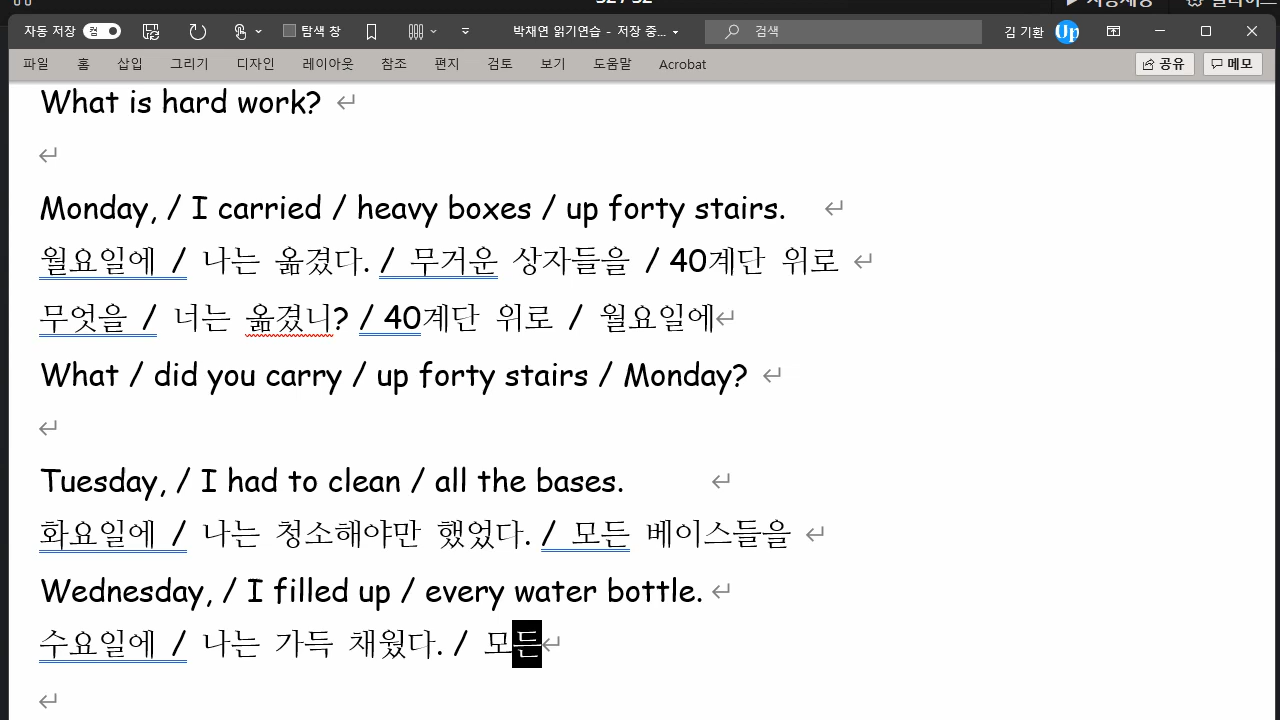 자동 저장 컴 탐색 창 박채연 읽기연습 - 저장 중... 검색 김 기환 Up
파일 홈 삽입 그리기 디자인 레이아웃 참조 편지 검토 보기 도움말 Acrobat 공유 메모
What is hard work? ↵
↵
Monday, / I carried / heavy boxes / up forty stairs. ↵
월요일에 / 나는 옮겼다. / 무거운 상자들을 / 40계단 위로 ↵
무엇을 / 너는 옮겼니? / 40계단 위로 / 월요일에↵
What / did you carry / up forty stairs / Monday? ↵
↵
Tuesday, / I had to clean / all the bases. ↵
화요일에 / 나는 청소해야만 했었다. / 모든 베이스들을 ↵
Wednesday, / I filled up / every water bottle. ↵
수요일에 / 나는 가득 채웠다. / 모든↵
↵